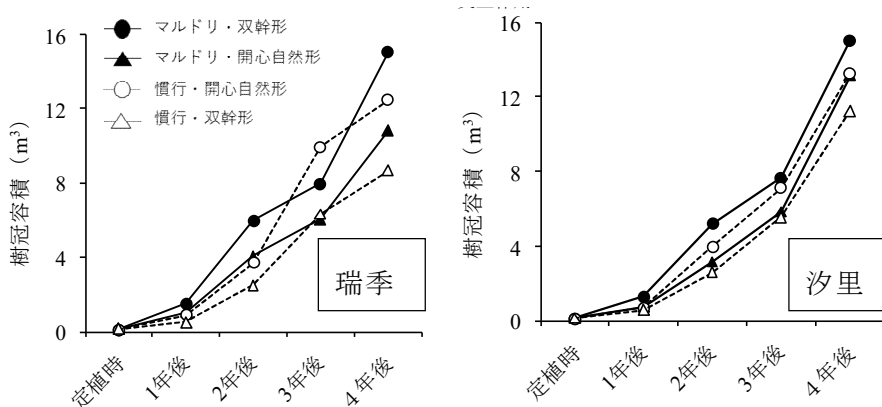 樹冠容積（m³）
16
12
8
4
0
マルドリ・双幹形
マルドリ・開心自然形
慣行・開心自然形
慣行・双幹形
瑞季
定植時
1年後
2年後
3年後
4年後
樹冠容積（m³）
16
12
8
4
0
汐里
定植時
1年後
2年後
3年後
4年後